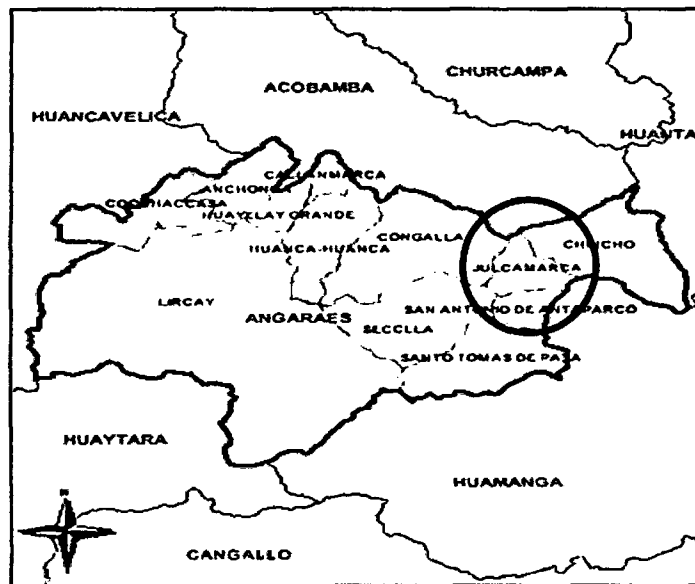 CHURCAMPA
ACOBAMBA
HUANCAVELICA
HUANTA
CALLANMARCA
ANCHONGA
CCOCHACCASA
HUAYLLAY GRANDE
CONGALLA
CHINCHO
HUANCA-HUANCA
JULCAMARCA
LIRCAY
SAN ANTONIO DE ANTAPARCO
ANGARAES
SECCLLA
SANTO TOMAS DE PATA
HUAYTARA
HUAMANGA
N
CANGALLO